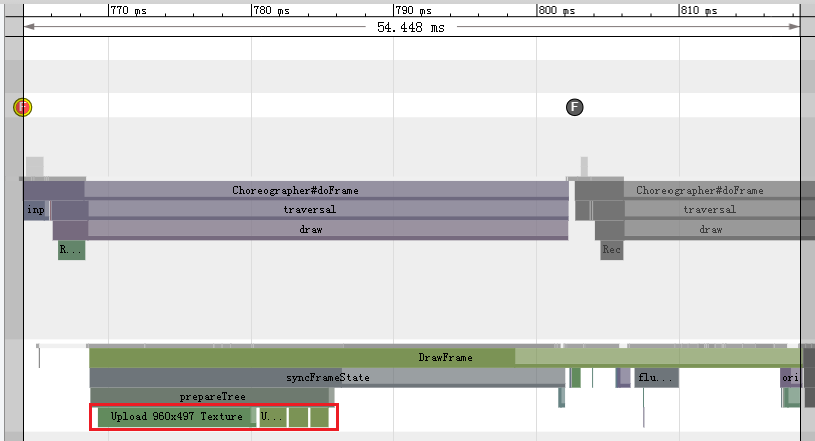 770 ms 780 ms 790 ms 800 ms 810 ms
54.448 ms
F F
Choreographer#doFrame Choreographer#doFrame
inp traversal traversal
draw draw
R... Rec
DrawFrame
syncFrameState flu... ori
prepareTree
Upload 960x497 Texture U...